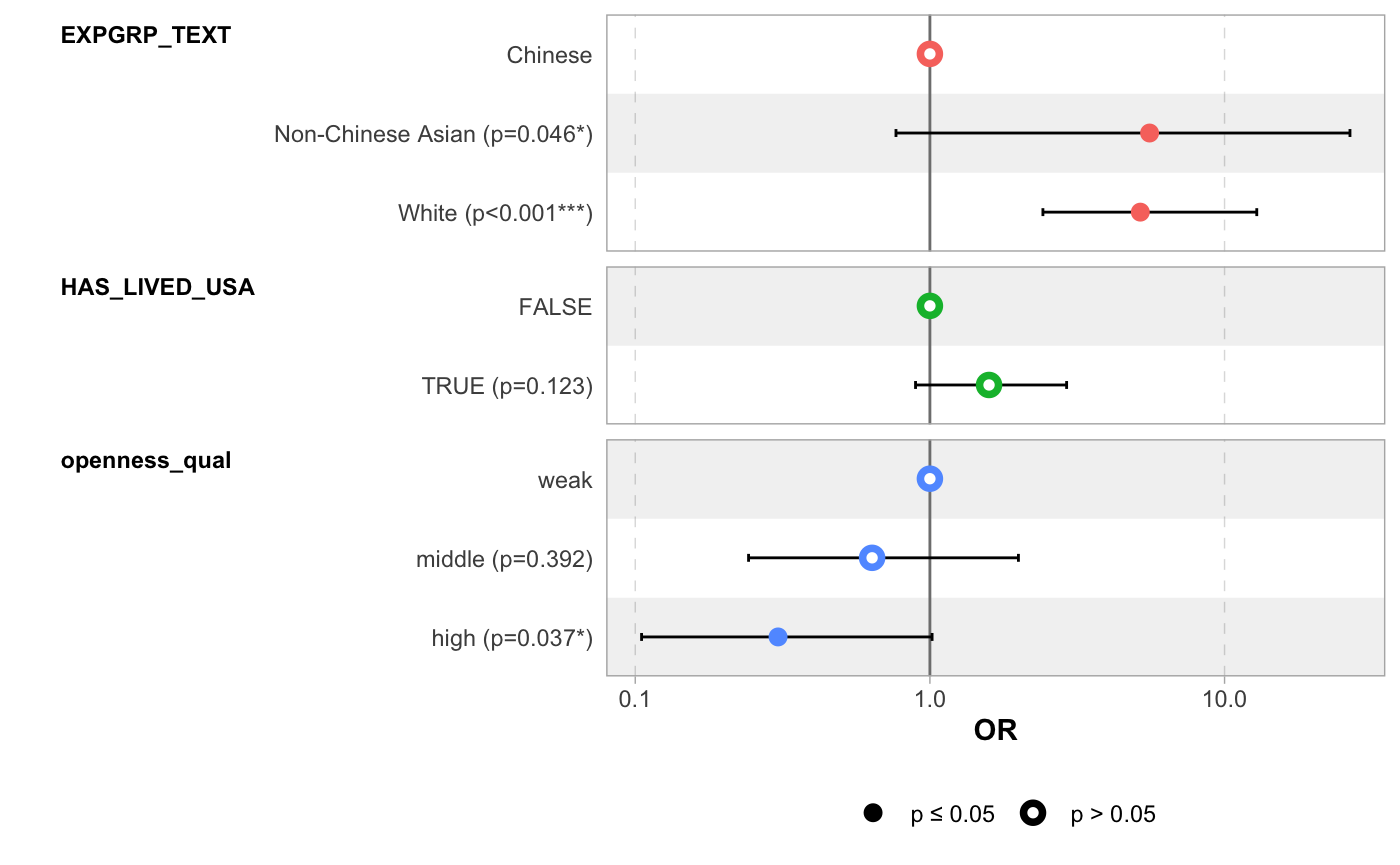 EXPGRP_TEXT
Chinese
Non-Chinese Asian (p=0.046*)
White (p<0.001***)
HAS_LIVED_USA
FALSE
TRUE (p=0.123)
openness_qual
weak
middle (p=0.392)
high (p=0.037*)
0.1 1.0 10.0
OR
p ≤ 0.05 p > 0.05